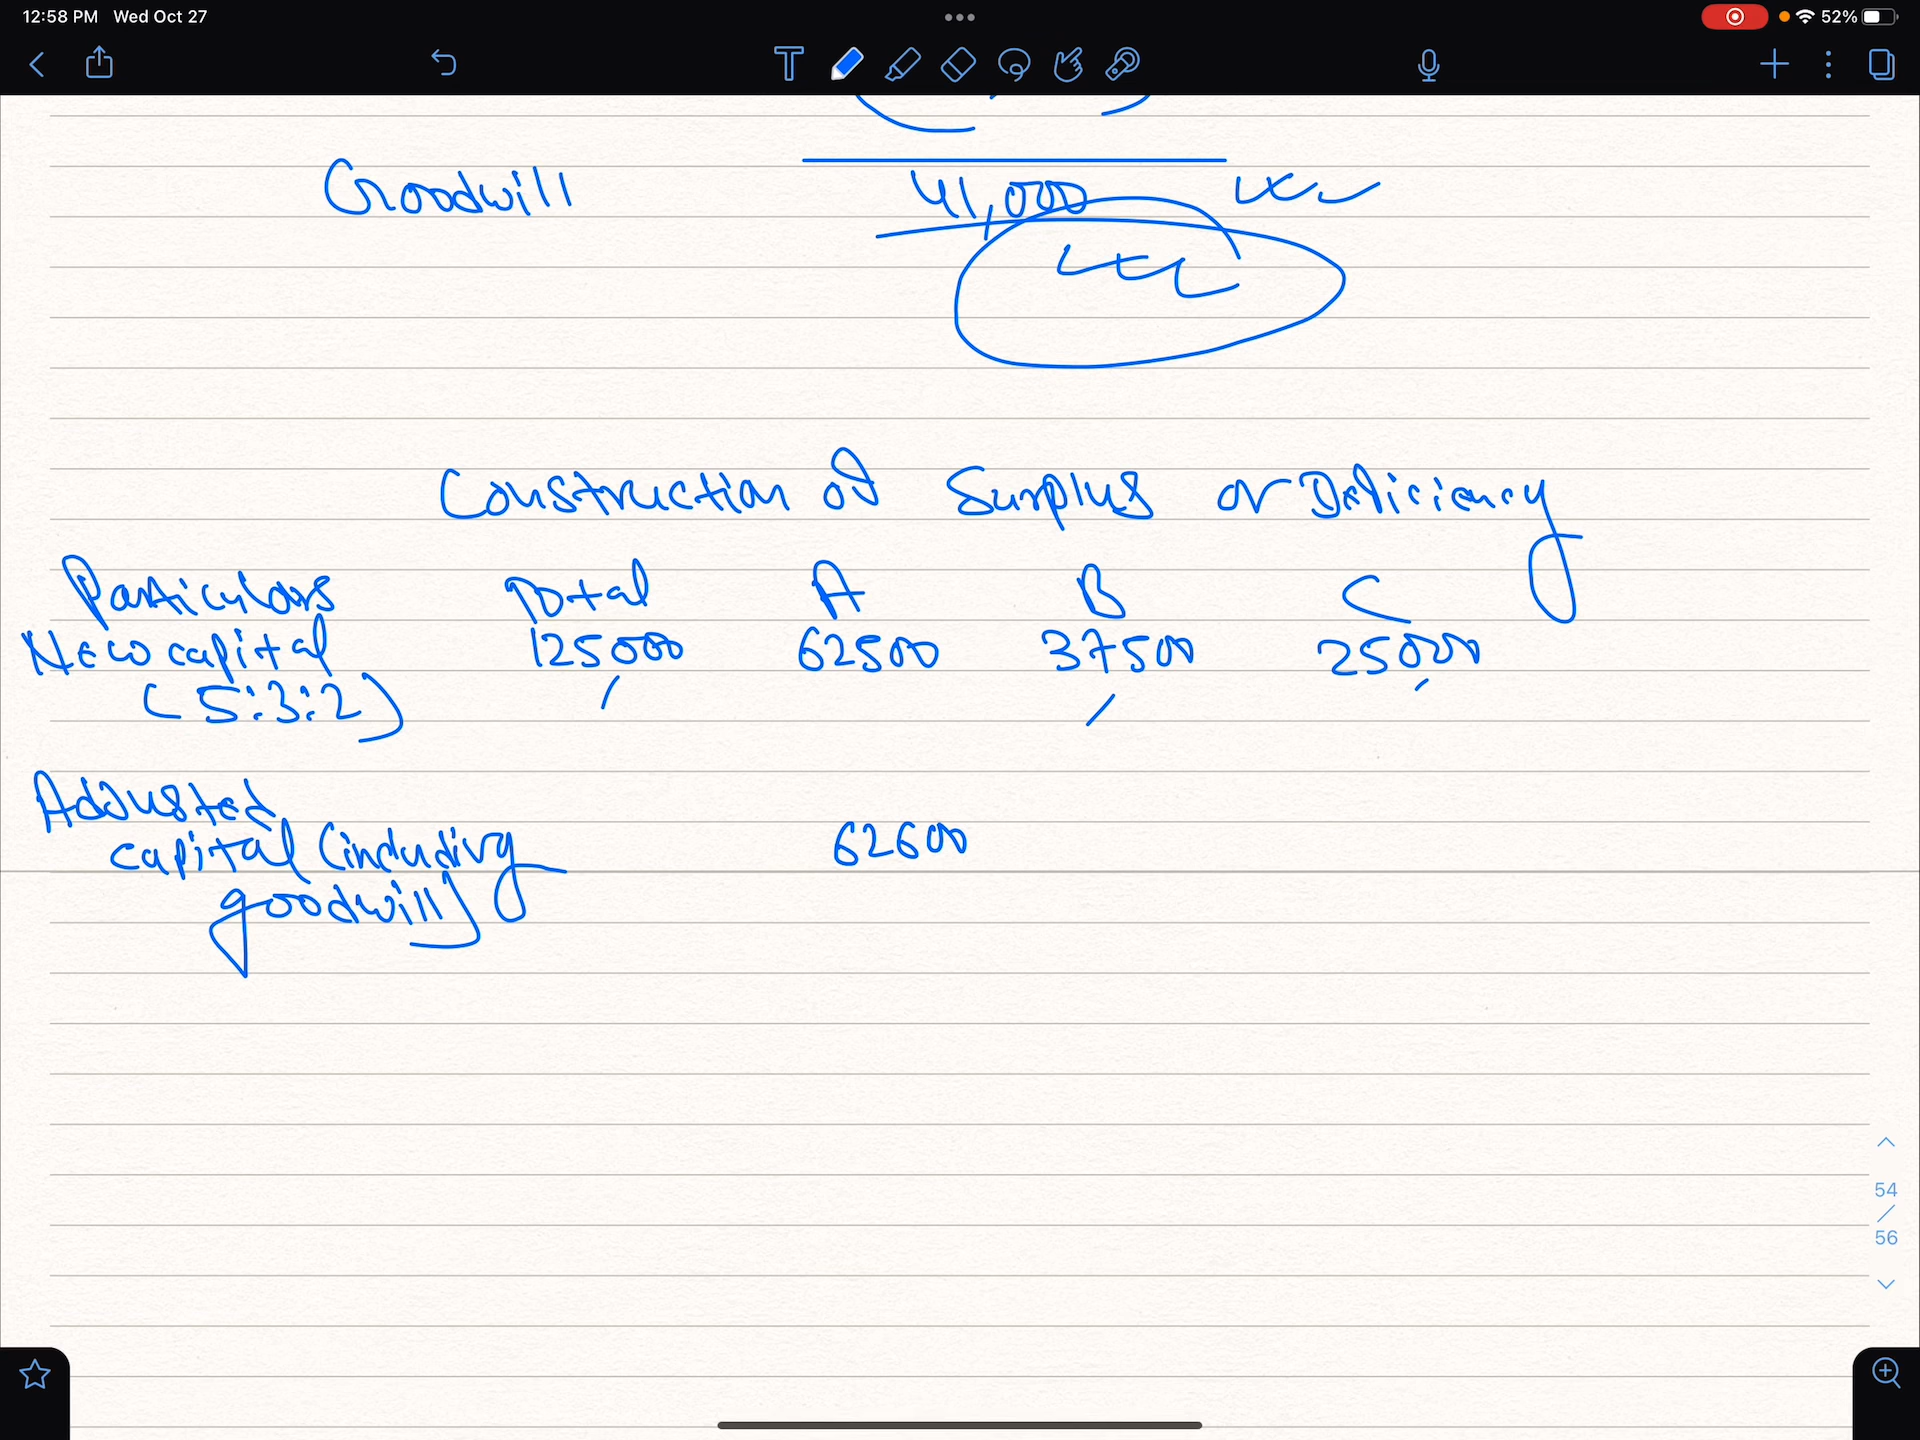 12:58 PM Wed Oct 27
52%
Goodwill 41,000
Construction of Surplus or Deficiency
Particulars Total A B C
New capital 125000 62500 37500 25000
(5:3:2)
Adjusted
capital (including 62600
goodwill)
54
/
56